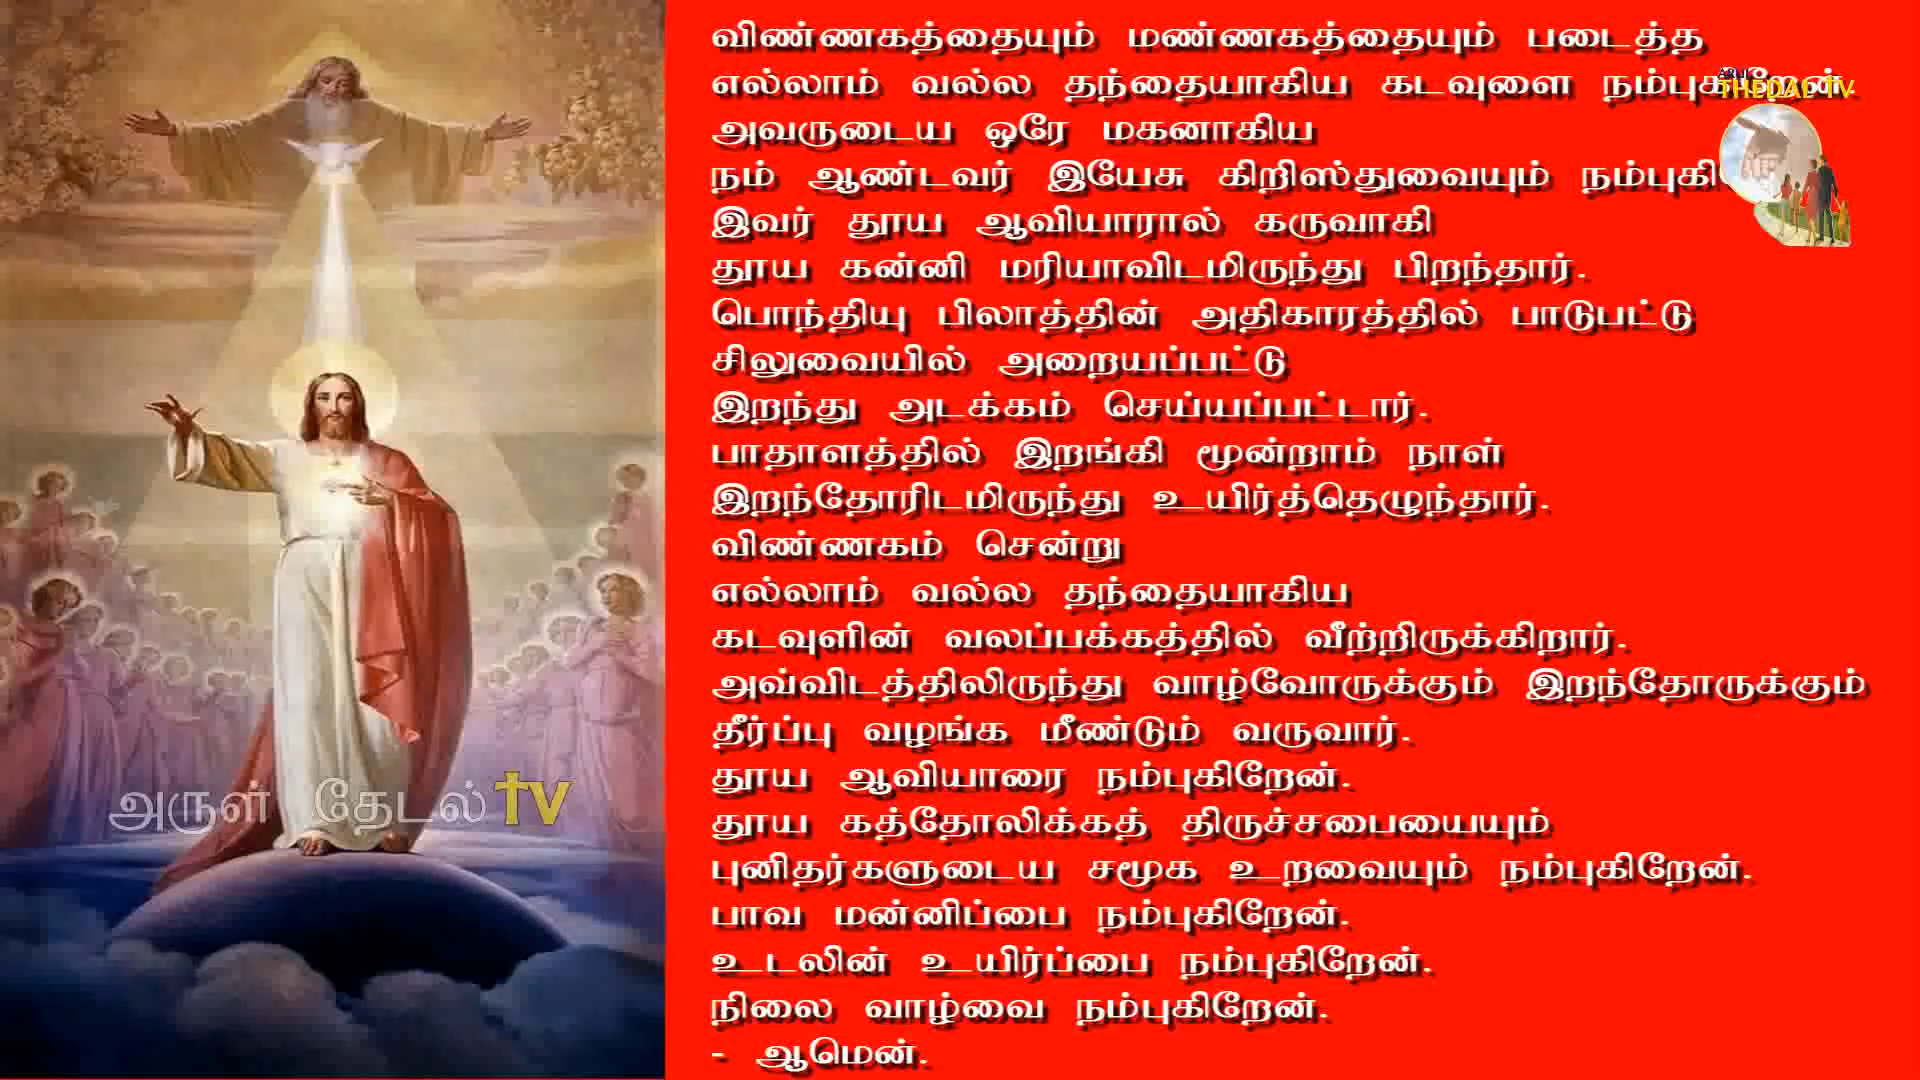 விண்ணகத்தையும் மண்ணகத்தையும் படைத்த
எல்லாம் வல்ல தந்தையாகிய கடவுளை நம்புகிறேன்.
அவருடைய ஒரே மகனாகிய
நம் ஆண்டவர் இயேசு கிறிஸ்துவையும்
இவர் தூய ஆவியாரால் கருவாகி
தூய கன்னி மரியாவிடமிருந்து பிறந்தார்.
பொந்தியு பிலாத்தின் அதிகாரத்தில் பாடுபட்டு
சிலுவையில் அறையப்பட்டு
இறந்து அடக்கம் செய்யப்பட்டார்.
பாதாளத்தில் இறங்கி மூன்றாம் நாள்
இறந்தோரிடமிருந்து உயிர்த்தெழுந்தார்.
விண்ணகம் சென்று
எல்லாம் வல்ல தந்தையாகிய
கடவுளின் வலப்பக்கத்தில் வீற்றிருக்கிறார்.
அவ்விடத்திலிருந்து வாழ்வோருக்கும் இறந்தோருக்கும்
தீர்ப்பு வழங்க மீண்டும் வருவார்.
தூய ஆவியாரை நம்புகிறேன்.
தூய கத்தோலிக்கத் திருச்சபையையும்
புனிதர்களுடைய சமூக உறவையும் நம்புகிறேன்.
பாவ மன்னிப்பை நம்புகிறேன்.
உடலின் உயிர்ப்பை நம்புகிறேன்.
நிலை வாழ்வை நம்புகிறேன்.
- ஆமென்.
அருள் தேடல் TV
ARUL
THEDAL TV